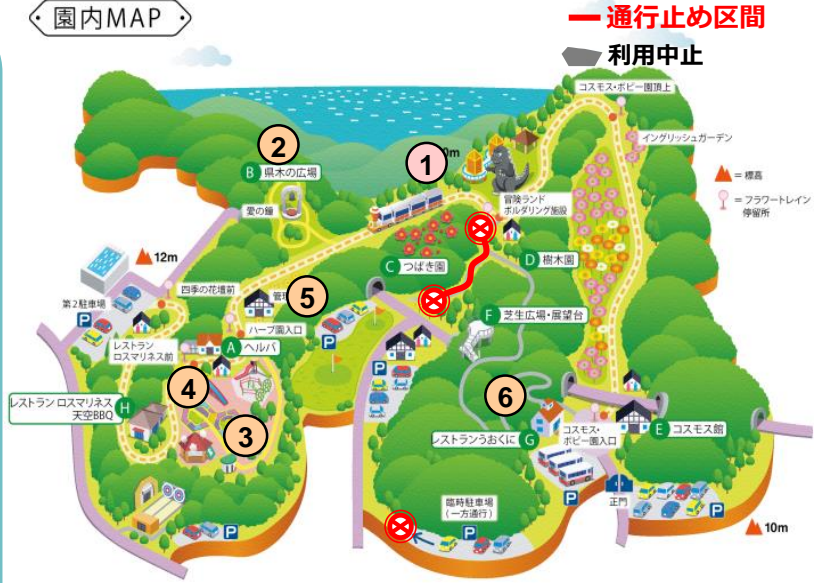 園内MAP
通行止め区間
利用中止
コスモス・ポピー園頂上
2
B 県木の広場
1
0m
イングリッシュガーデン
=標高
=フラワートレイン
停留所
愛の鐘
冒険ランド
ボルダリング施設
12m
C つばき園
D 樹木園
四季の花壇前
管理
5
第2駐車場
P
ハーブ園入口
P
F 芝生広場・展望台
レストラン
ロスマリネス前
A ヘルバ
P
4
6
レストラン ロスマリネス
天空BBQ
H
3
レストランうおくに G
コスモス・
ポピー園入口
E コスモス館
臨時駐車場
(一方通行)
P
P
正門
P
P
10m